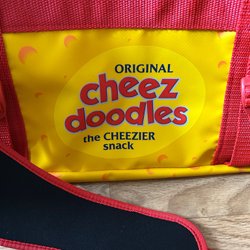 ORIGINAL
cheez
doodles
the CHEEZIER
snack